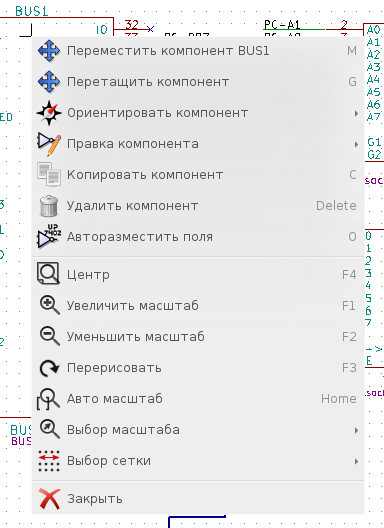 BUS1
IO 32 PC-A1 2 A0
A1
Переместить компонент BUS1 M A2
A3
Перетащить компонент G A4
A5
Ориентировать компонент A6
A7
Правка компонента G1
G2
Копировать компонент C
Удалить компонент Delete
Авторазместить поля O 0
1
Центр F4 2
3
4
Увеличить масштаб F1 5
6
Уменьшить масштаб F2 7
Перерисовать F3 E
Авто масштаб Home
Выбор масштаба
BUS
Выбор сетки
Закрыть